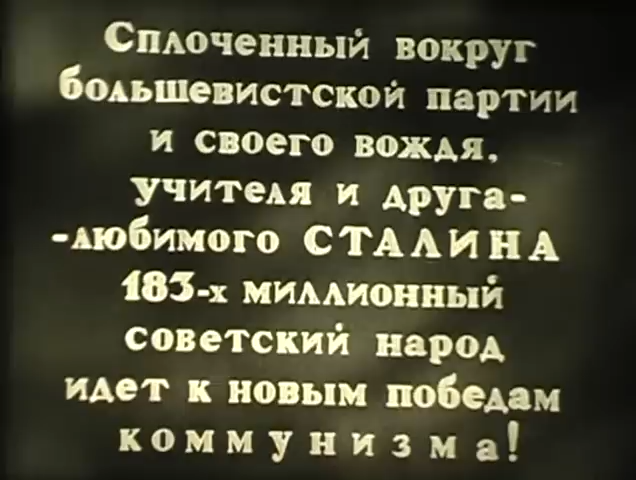 Сплоченный вокруг
большевистской партии
и своего вождя,
учителя и друга-
-любимого СТАЛИНА
183-х миллионный
советский народ
идет к новым победам
коммунизма!